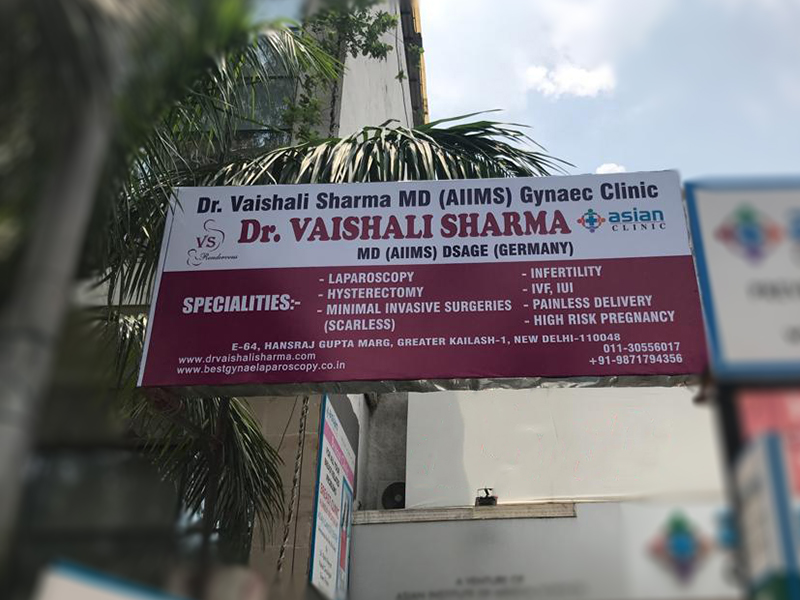 Dr. Vaishali Sharma MD (AIIMS) Gynaec Clinic
VS
Rendevous
Dr. VAISHALI SHARMA
asian
CLINIC
MD (AIIMS) DSAGE (GERMANY)
SPECIALITIES:-
- LAPAROSCOPY
- HYSTERECTOMY
- MINIMAL INVASIVE SURGERIES
(SCARLESS)
- INFERTILITY
- IVF, IUI
- PAINLESS DELIVERY
- HIGH RISK PREGNANCY
E-64, HANSRAJ GUPTA MARG, GREATER KAILASH-1, NEW DELHI-110048
www.drvaishalisharma.com
www.bestgynaelaparoscopy.co.in
011-30556017
+91-9871794356